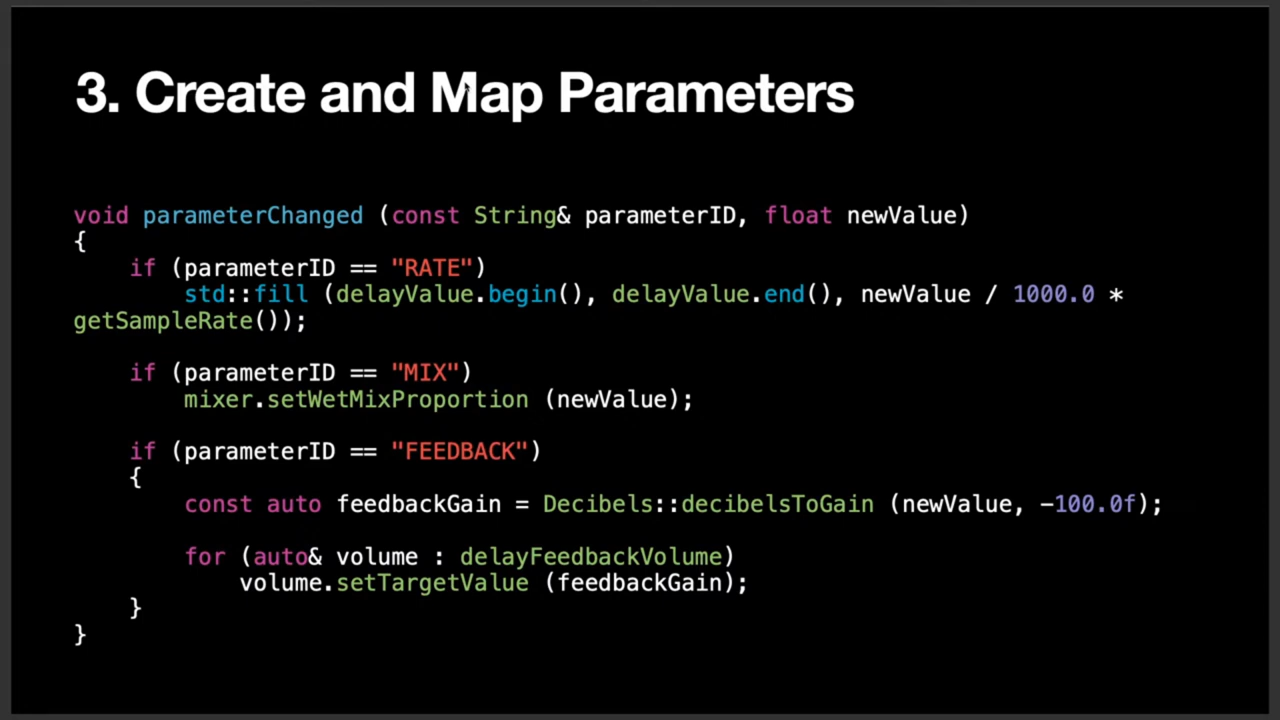 3. Create and Map Parameters
void parameterChanged (const String& parameterID, float newValue)
{
    if (parameterID == "RATE")
        std::fill (delayValue.begin(), delayValue.end(), newValue / 1000.0 *
getSampleRate());
    if (parameterID == "MIX")
        mixer.setWetMixProportion (newValue);
    if (parameterID == "FEEDBACK")
    {
        const auto feedbackGain = Decibels::decibelsToGain (newValue, -100.0f);
        for (auto& volume : delayFeedbackVolume)
            volume.setTargetValue (feedbackGain);
    }
}